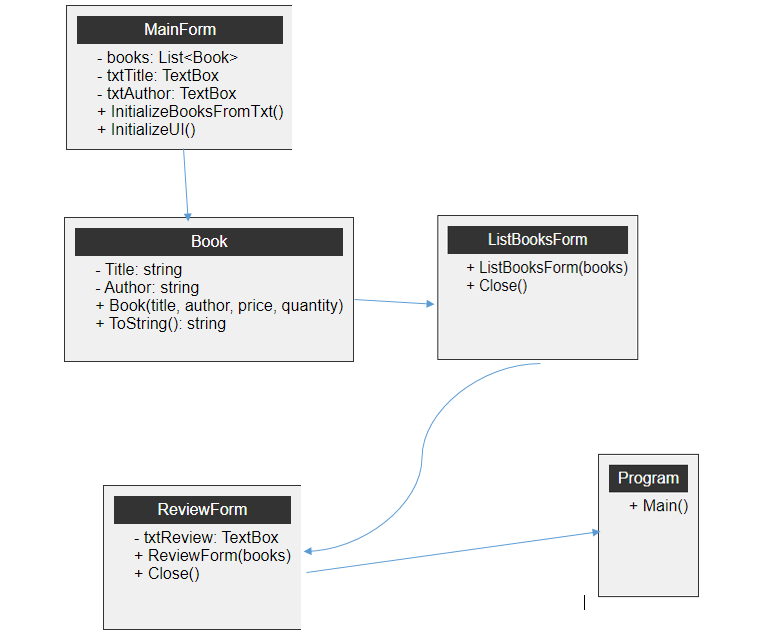 MainForm
- books: List<Book>
- txtTitle: TextBox
- txtAuthor: TextBox
+ InitializeBooksFromTxt()
+ InitializeUI()
Book
- Title: string
- Author: string
+ Book(title, author, price, quantity)
+ ToString(): string
ListBooksForm
+ ListBooksForm(books)
+ Close()
ReviewForm
- txtReview: TextBox
+ ReviewForm(books)
+ Close()
Program
+ Main()